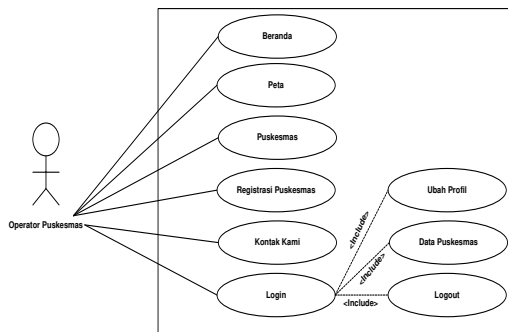 Beranda
Peta
Puskesmas
Operator Puskesmas
Registrasi Puskesmas
Kontak Kami
Login
<Include>
<Include>
<Include>
Ubah Profil
Data Puskesmas
Logout